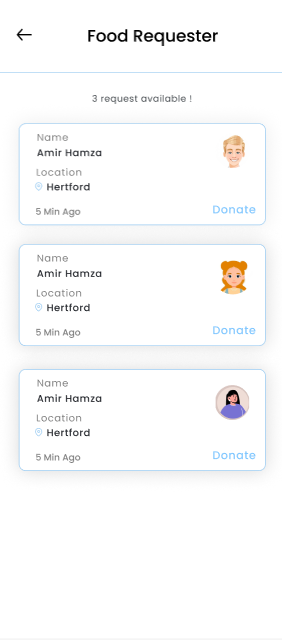 Food Requester
3 request available !
Name
Amir Hamza
Location
Hertford
5 Min Ago
Donate
Name
Amir Hamza
Location
Hertford
5 Min Ago
Donate
Name
Amir Hamza
Location
Hertford
5 Min Ago
Donate